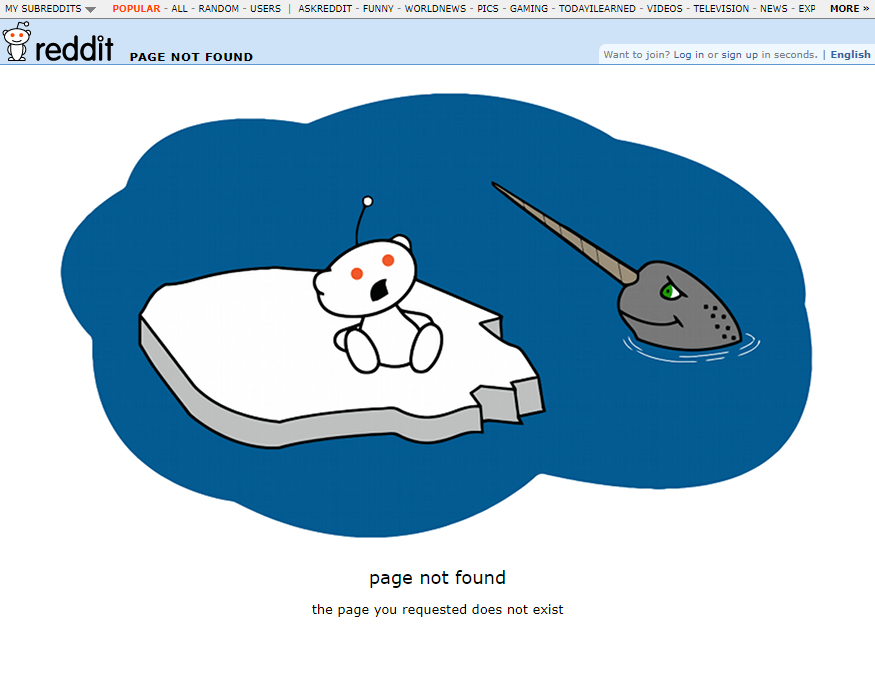 MY SUBREDDITS POPULAR - ALL - RANDOM - USERS | ASKREDDIT - FUNNY - WORLDNEWS - PICS - GAMING - TODAYILEARNED - VIDEOS - TELEVISION - NEWS - EXP MORE »
reddit PAGE NOT FOUND Want to join? Log in or sign up in seconds. | English
page not found
the page you requested does not exist